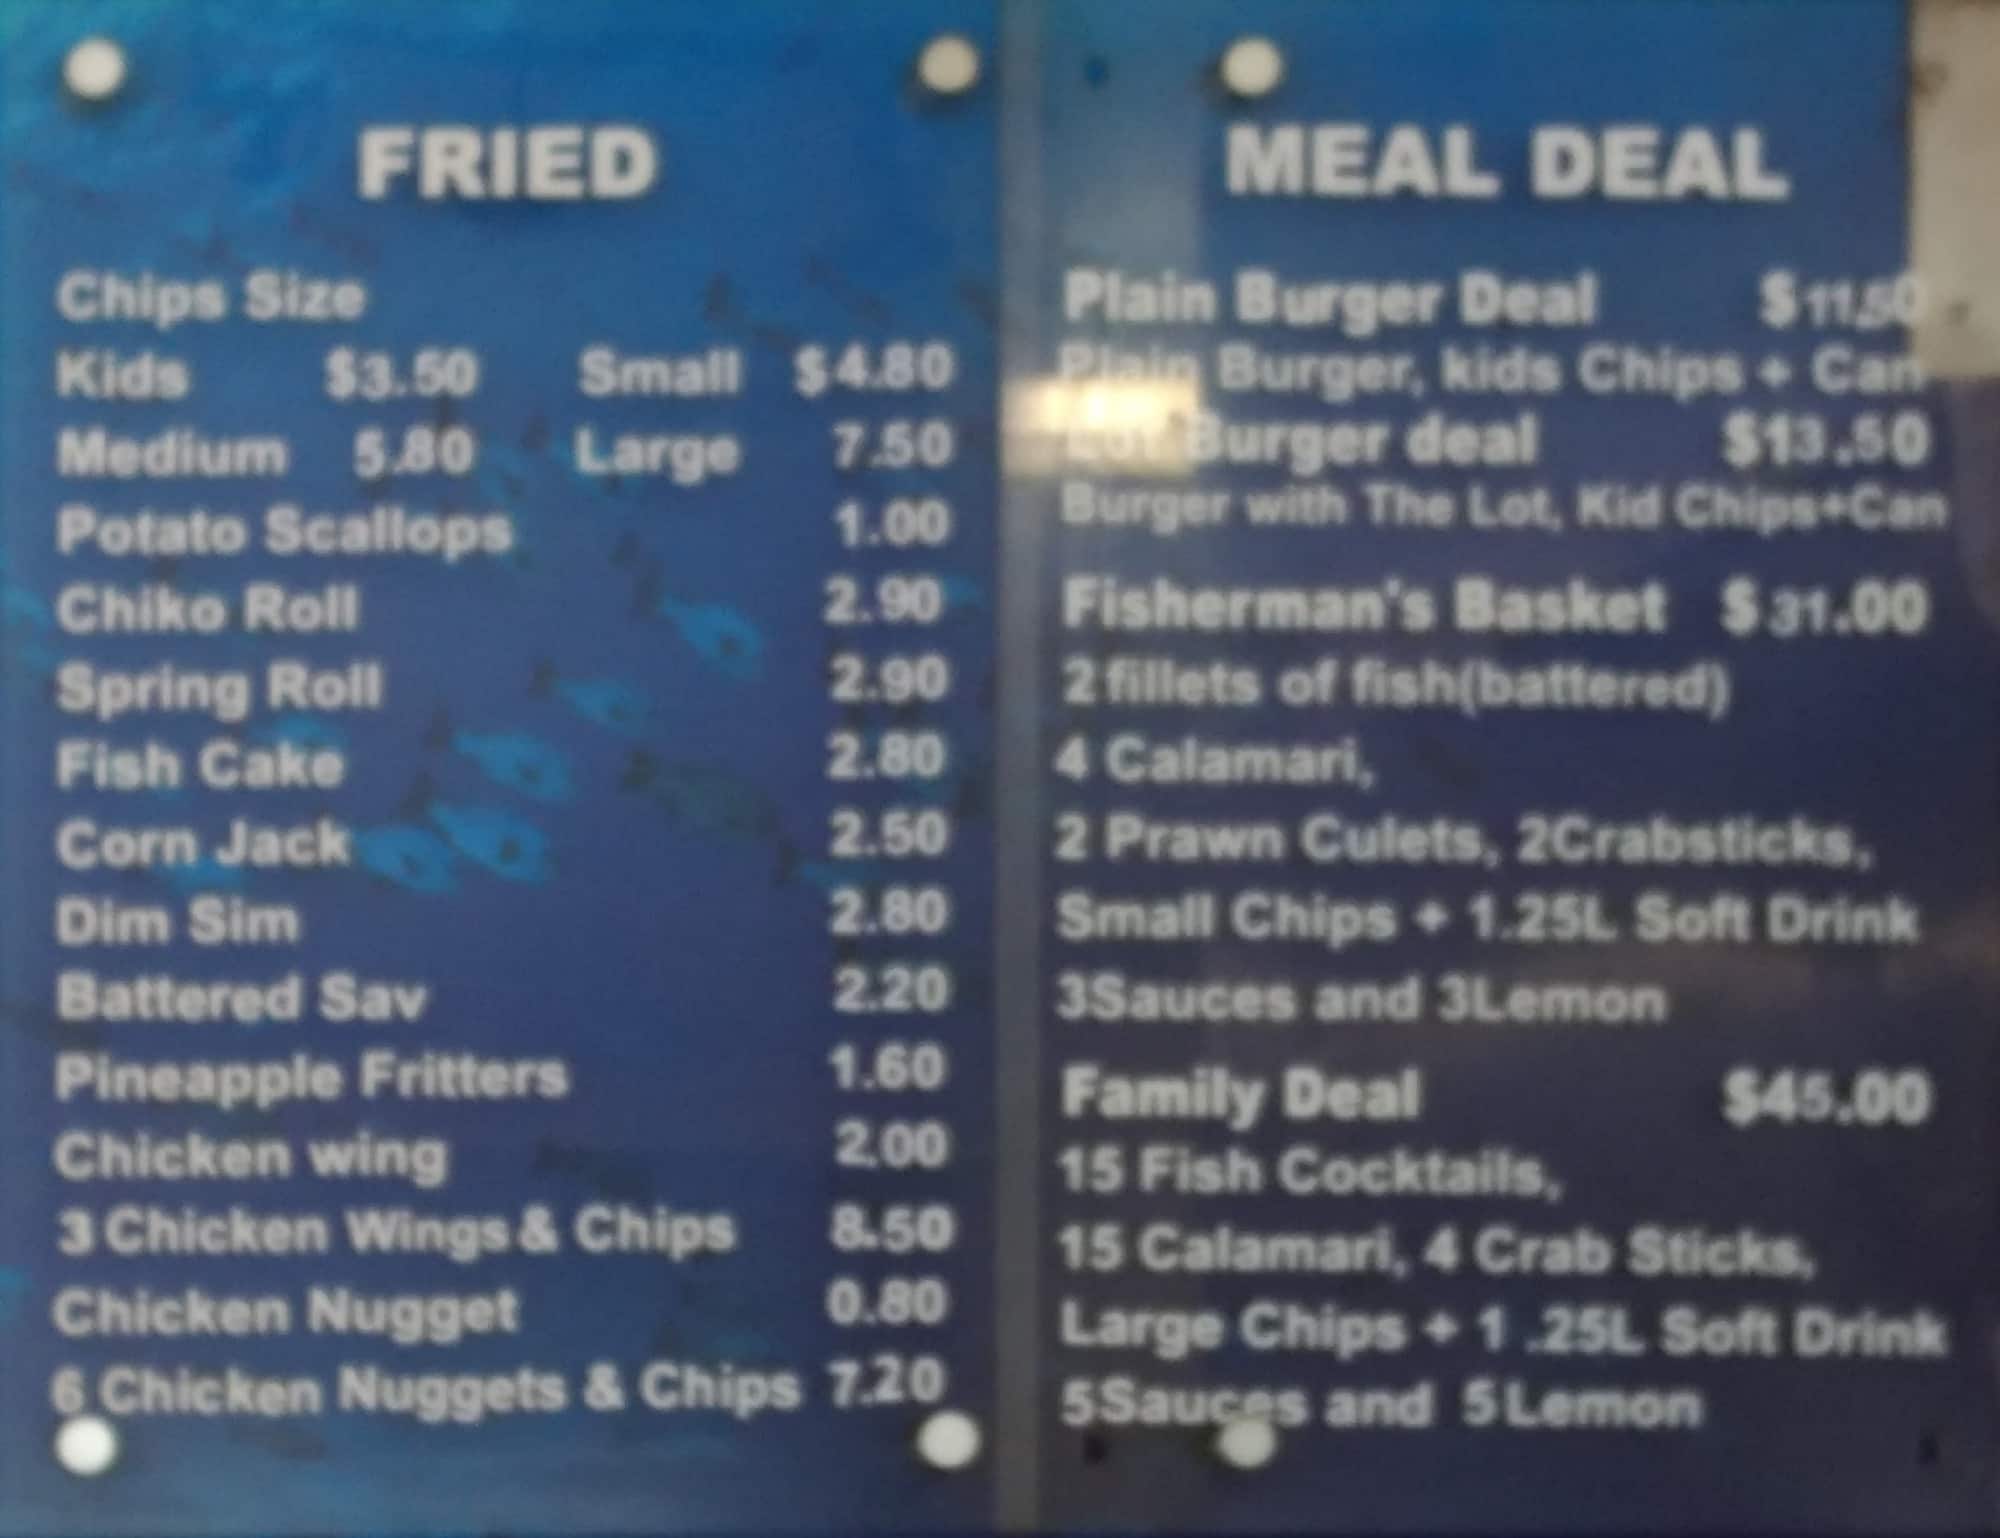 FRIED
Chips Size
Kids $3.50 Small $4.80
Medium 5.80 Large 7.50
Potato Scallops 1.00
Chiko Roll 2.90
Spring Roll 2.90
Fish Cake 2.80
Corn Jack 2.50
Dim Sim 2.80
Battered Sav 2.20
Pineapple Fritters 1.60
Chicken wing 2.00
3 Chicken Wings & Chips 8.50
Chicken Nugget 0.80
6 Chicken Nuggets & Chips 7.20
MEAL DEAL
Plain Burger Deal $11.50
Plain Burger, kids Chips + Can
Lot Burger deal $13.50
Burger with The Lot, Kid Chips+Can
Fisherman's Basket $31.00
2 fillets of fish(battered)
4 Calamari,
2 Prawn Culets, 2Crabsticks,
Small Chips + 1.25L Soft Drink
3Sauces and 3Lemon
Family Deal $45.00
15 Fish Cocktails,
15 Calamari, 4 Crab Sticks,
Large Chips + 1 .25L Soft Drink
5Sauces and 5Lemon